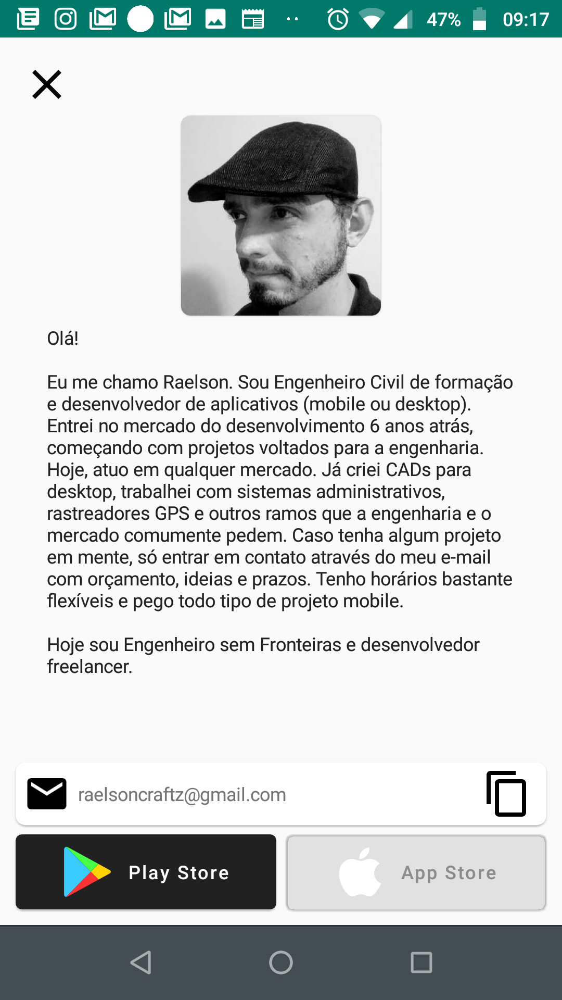 47% 09:17
Olá!
Eu me chamo Raelson. Sou Engenheiro Civil de formação
e desenvolvedor de aplicativos (mobile ou desktop).
Entrei no mercado do desenvolvimento 6 anos atrás,
começando com projetos voltados para a engenharia.
Hoje, atuo em qualquer mercado. Já criei CADs para
desktop, trabalhei com sistemas administrativos,
rastreadores GPS e outros ramos que a engenharia e o
mercado comumente pedem. Caso tenha algum projeto
em mente, só entrar em contato através do meu e-mail
com orçamento, ideias e prazos. Tenho horários bastante
flexíveis e pego todo tipo de projeto mobile.
Hoje sou Engenheiro sem Fronteiras e desenvolvedor
freelancer.
raelsoncraftz@gmail.com
Play Store
App Store